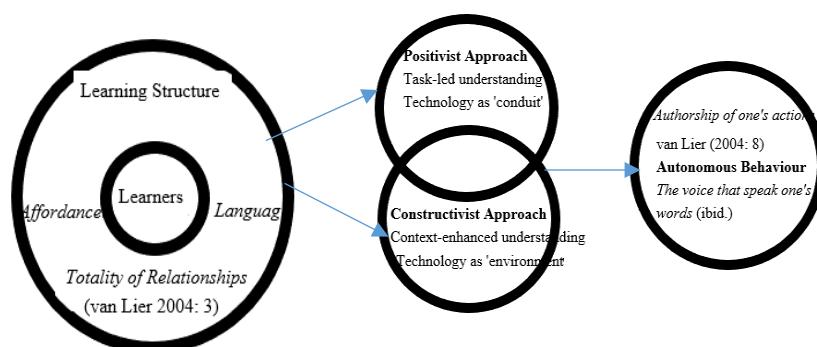 Learning Structure
Learners
Affordance
Languag
Totality of Relationships
(van Lier 2004: 3)
Positivist Approach
Task-led understanding
Technology as 'conduit'
Constructivist Approach
Context-enhanced understanding
Technology as 'environment'
Authorship of one's actions
van Lier (2004: 8)
Autonomous Behaviour
The voice that speak one's
words (ibid.)